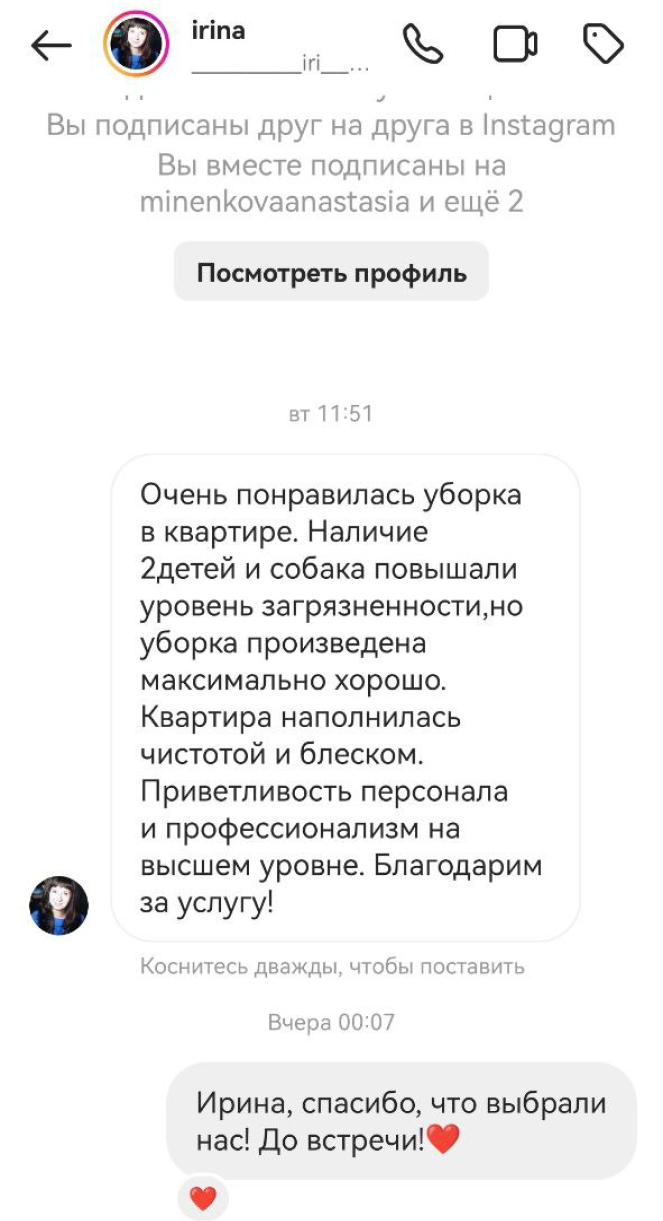 irina
__________iri__...
Вы подписаны друг на друга в Instagram
Вы вместе подписаны на
minenkovaanastasia и ещё 2
Посмотреть профиль
вт 11:51
Очень понравилась уборка
в квартире. Наличие
2детей и собака повышали
уровень загрязненности,но
уборка произведена
максимально хорошо.
Квартира наполнилась
чистотой и блеском.
Приветливость персонала
и профессионализм на
высшем уровне. Благодарим
за услугу!
Коснитесь дважды, чтобы поставить
Вчера 00:07
Ирина, спасибо, что выбрали
нас! До встречи!❤️
❤️